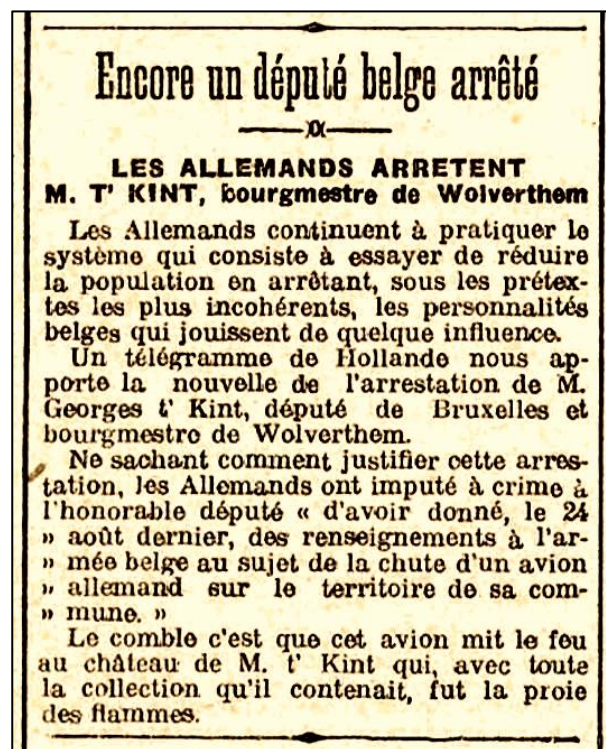 Encore un député belge arrêté
LES ALLEMANDS ARRETENT
M. T' KINT, bourgmestre de Wolverthem
Les Allemands continuent à pratiquer le
système qui consiste à essayer de réduire
la population en arrêtant, sous les prétex-
tes les plus incohérents, les personnalités
belges qui jouissent de quelque influence.
Un télégramme de Hollande nous ap-
porte la nouvelle de l'arrestation de M.
Georges t' Kint, député de Bruxelles et
bourgmestre de Wolverthem.
Ne sachant comment justifier cette arres-
tation, les Allemands ont imputé à crime à
l'honorable député « d'avoir donné, le 24
» août dernier, des renseignements à l'ar-
» mée belge au sujet de la chute d'un avion
» allemand sur le territoire de sa com-
» mune. »
Le comble c'est que cet avion mit le feu
au château de M. t' Kint qui, avec toute
la collection qu'il contenait, fut la proie
des flammes.